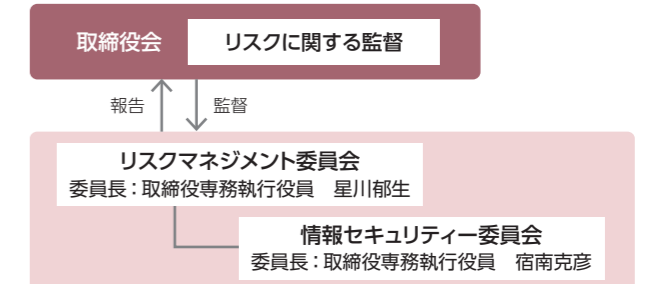 取締役会 リスクに関する監督
報告 監督
リスクマネジメント委員会
委員長：取締役専務執行役員　星川郁生
情報セキュリティー委員会
委員長：取締役専務執行役員　宿南克彦